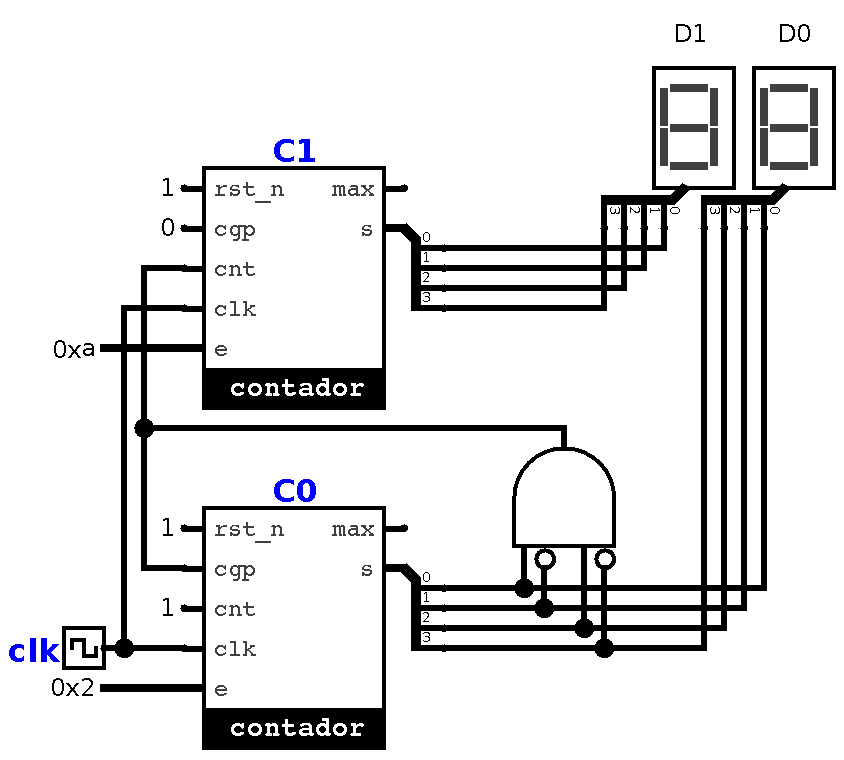 D1 D0
C1
1 rst_n max
0 cgp s
cnt
clk
0xa e
contador
0
1
2
3
3 2 1 0
3 2 1 0
C0
1 rst_n max
cgp s
1 cnt
clk clk
0x2 e
contador
0
1
2
3